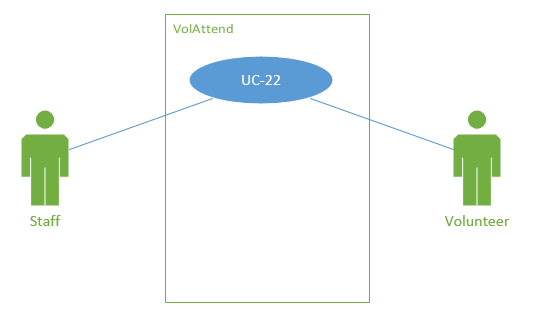 VolAttend
UC-22
Staff
Volunteer